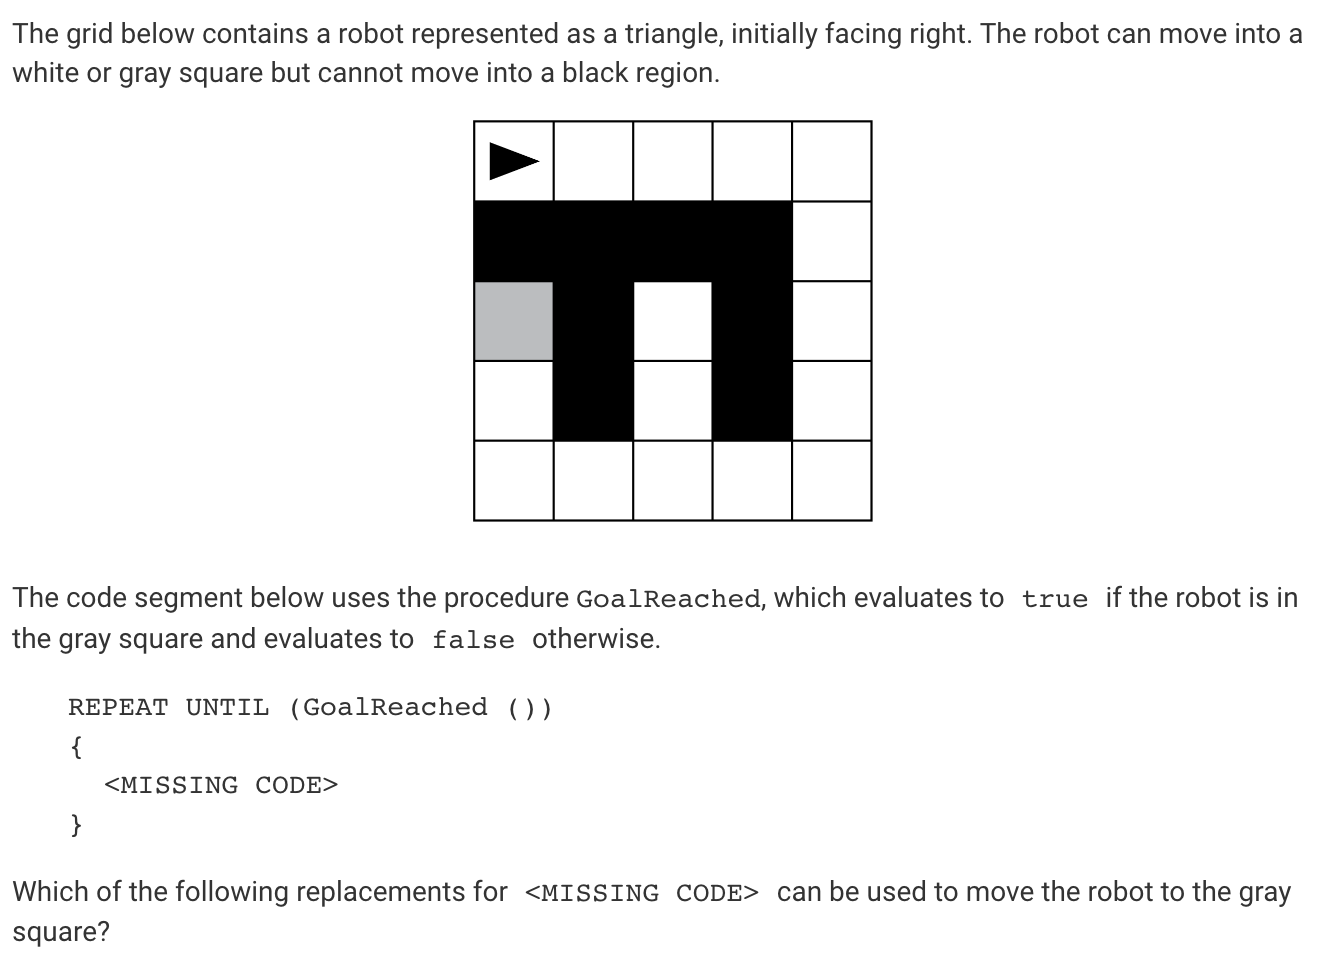 The grid below contains a robot represented as a triangle, initially facing right. The robot can move into a
white or gray square but cannot move into a black region.
The code segment below uses the procedure GoalReached, which evaluates to true if the robot is in
the gray square and evaluates to false otherwise.
REPEAT UNTIL (GoalReached ())
{
<MISSING CODE>
}
Which of the following replacements for <MISSING CODE> can be used to move the robot to the gray
square?